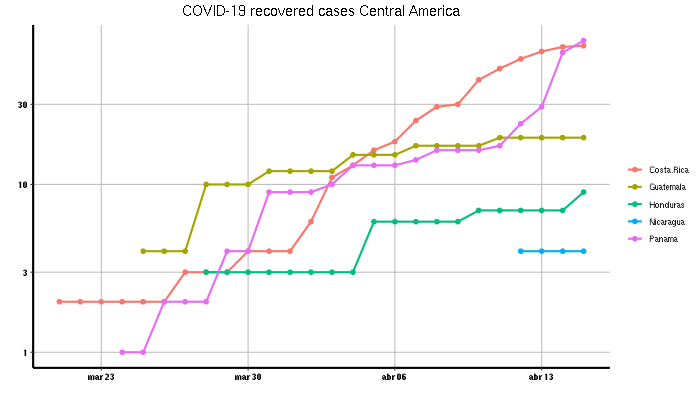 COVID-19 recovered cases Central America
30
10
3
1
mar 23
mar 30
abr 06
abr 13
Costa.Rica
Guatemala
Honduras
Nicaragua
Panama